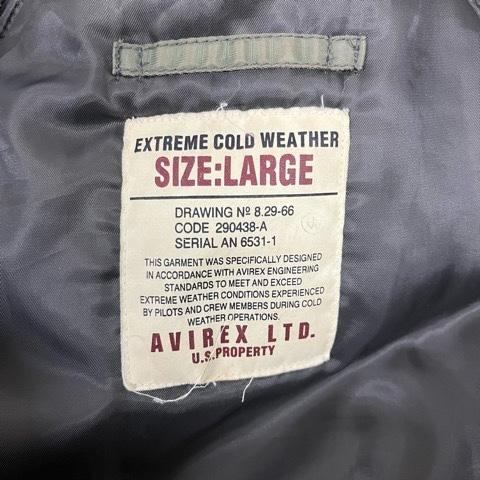 EXTREME COLD WEATHER
SIZE:LARGE
DRAWING Nº 8.29-66
CODE 290438-A
SERIAL AN 6531-1
THIS GARMENT WAS SPECIFICALLY DESIGNED
IN ACCORDANCE WITH AVIREX ENGINEERING
STANDARDS TO MEET AND EXCEED
EXTREME WEATHER CONDITIONS EXPERIENCED
BY PILOTS AND CREW MEMBERS DURING COLD
WEATHER OPERATIONS.
AVIREX LTD.
U.S. PROPERTY